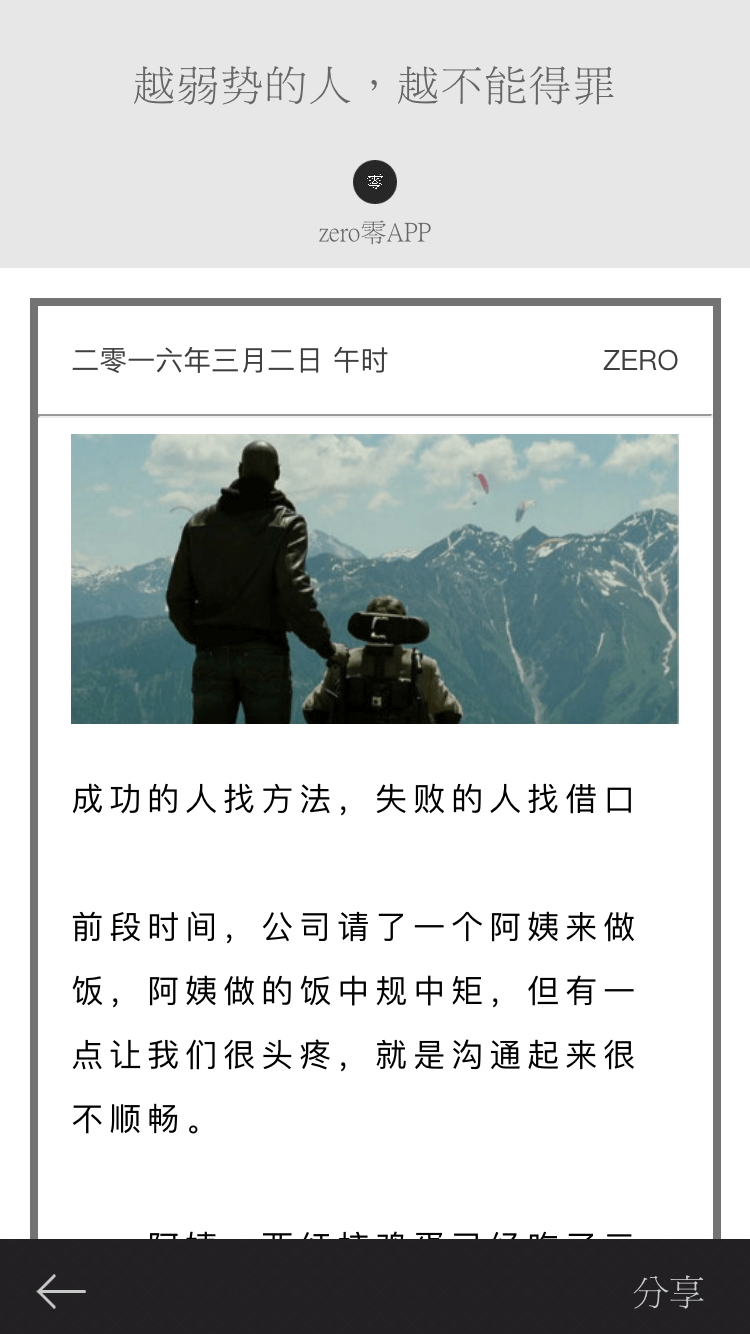 越弱势的人，越不能得罪
零
zero零APP
二零一六年三月二日 午时
ZERO
成功的人找方法，失败的人找借口
前段时间，公司请了一个阿姨来做
饭，阿姨做的饭中规中矩，但有一
点让我们很头疼，就是沟通起来很
不顺畅。
分享